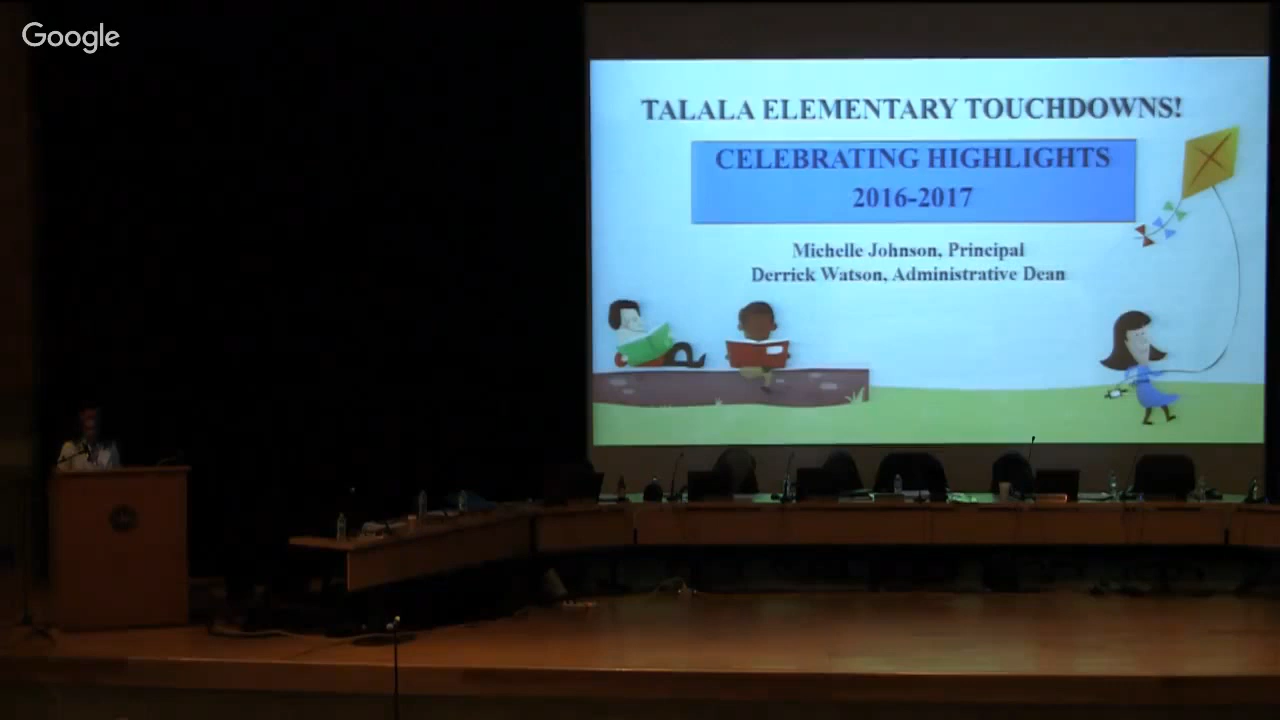 Google
TALALA ELEMENTARY TOUCHDOWNS!
CELEBRATING HIGHLIGHTS
2016-2017
Michelle Johnson, Principal
Derrick Watson, Administrative Dean